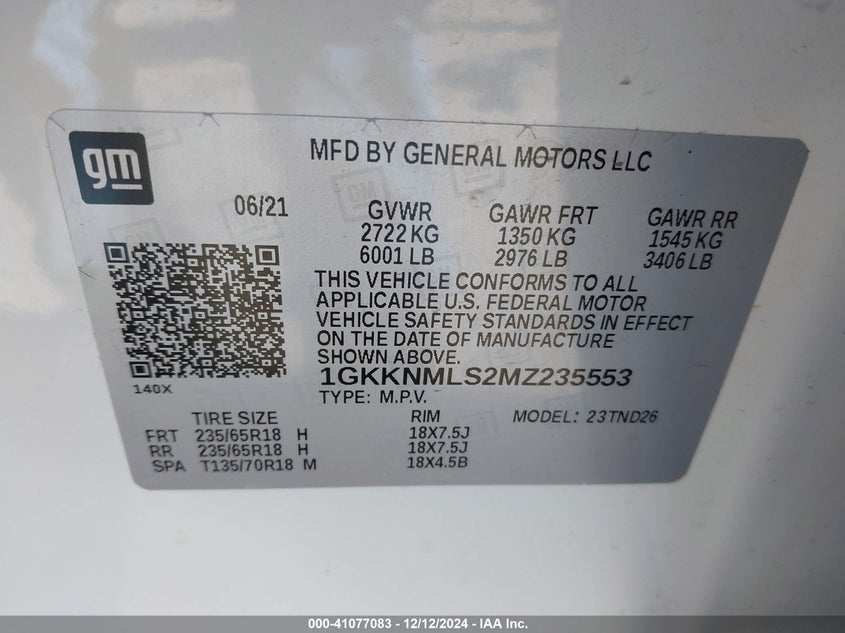 gm
MFD BY GENERAL MOTORS LLC
06/21
GVWR GAWR FRT GAWR RR
2722 KG 1350 KG 1545 KG
6001 LB 2976 LB 3406 LB
THIS VEHICLE CONFORMS TO ALL
APPLICABLE U.S. FEDERAL MOTOR
VEHICLE SAFETY STANDARDS IN EFFECT
ON THE DATE OF MANUFACTURE
SHOWN ABOVE.
140X
1GKKNMLS2MZ235553
TYPE: M.P.V.
TIRE SIZE RIM MODEL: 23TND26
FRT 235/65R18 H 18X7.5J
RR 235/65R18 H 18X7.5J
SPA T135/70R18 M 18X4.5B
000-41077083 - 12/12/2024 - IAA Inc.